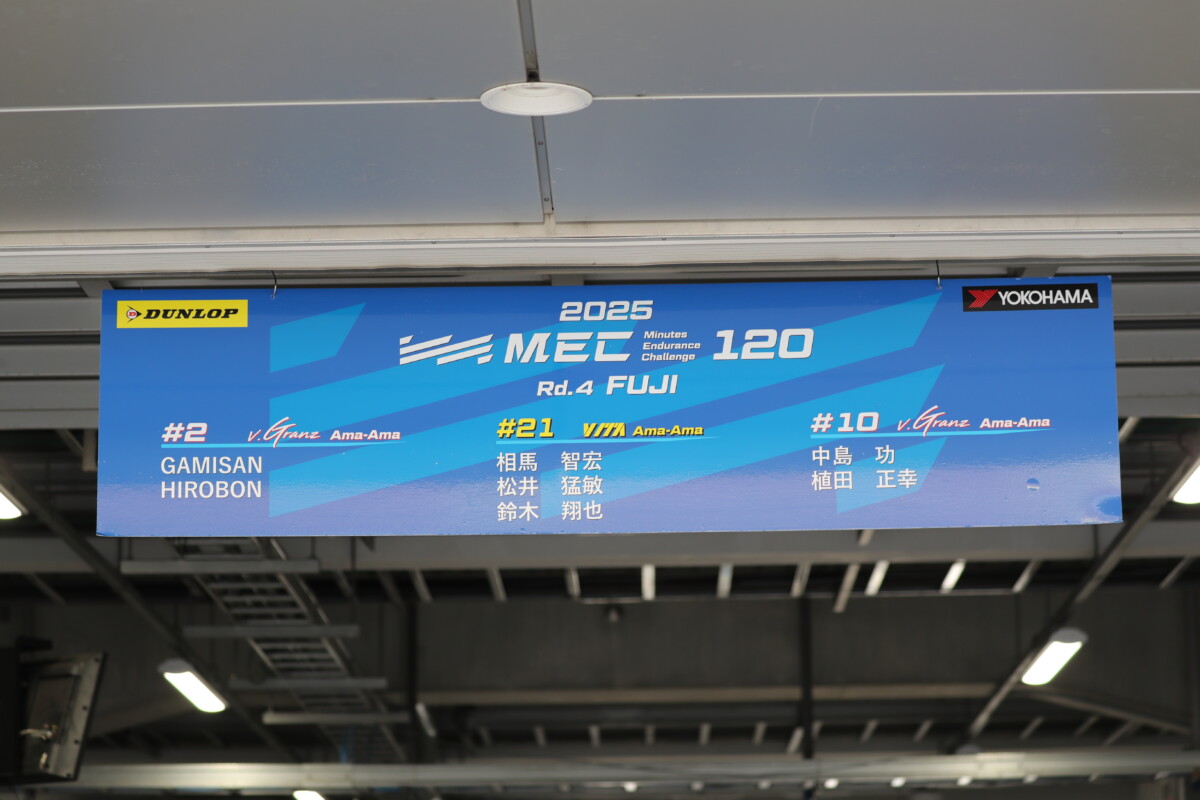 DUNLOP
YOKOHAMA
2025
MEC Minutes Endurance Challenge 120
Rd.4 FUJI
#2 v.Granz Ama-Ama
GAMISAN
HIROBON
#21 VITA Ama-Ama
相馬 智宏
松井 猛敏
鈴木 翔也
#10 v.Granz Ama-Ama
中島 功
植田 正幸